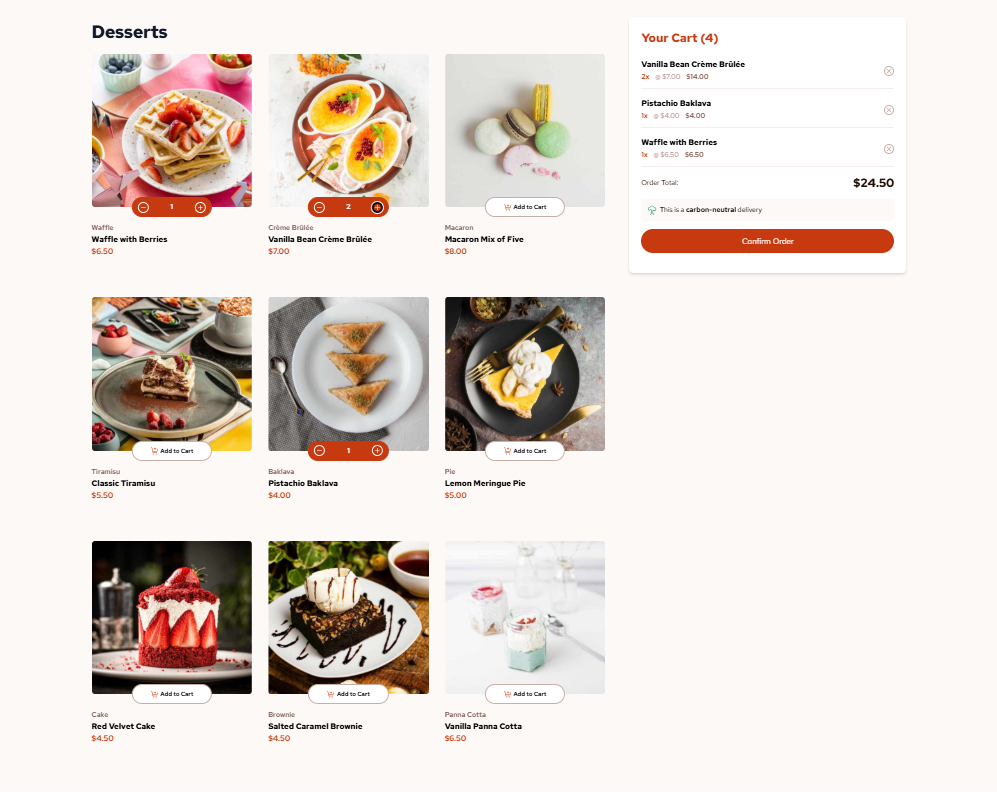 Desserts
1
Waffle
Waffle with Berries
$6.50
2
Crème Brûlée
Vanilla Bean Crème Brûlée
$7.00
Add to Cart
Macaron
Macaron Mix of Five
$8.00
Add to Cart
Tiramisu
Classic Tiramisu
$5.50
1
Baklava
Pistachio Baklava
$4.00
Add to Cart
Pie
Lemon Meringue Pie
$5.00
Add to Cart
Cake
Red Velvet Cake
$4.50
Add to Cart
Brownie
Salted Caramel Brownie
$4.50
Add to Cart
Panna Cotta
Vanilla Panna Cotta
$6.50
Your Cart (4)
Vanilla Bean Crème Brûlée
2x @ $7.00 $14.00
Pistachio Baklava
1x @ $4.00 $4.00
Waffle with Berries
1x @ $6.50 $6.50
Order Total: $24.50
This is a carbon-neutral delivery
Confirm Order